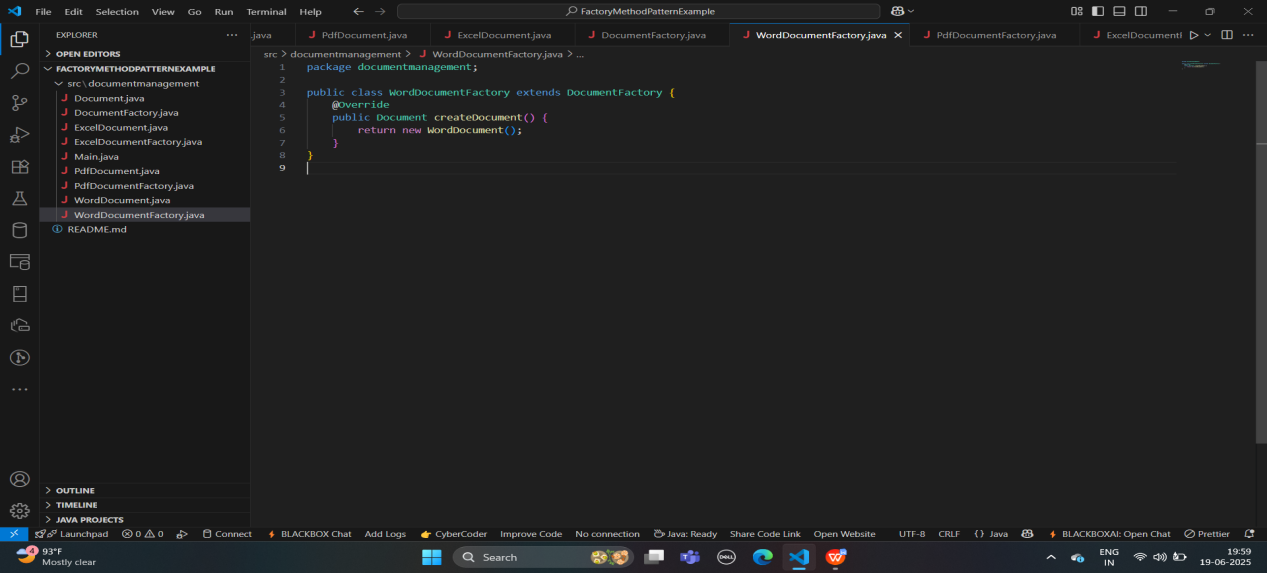 File Edit Selection View Go Run Terminal Help FactoryMethodPatternExample
EXPLORER
.java PdfDocument.java ExcelDocument.java DocumentFactory.java WordDocumentFactory.java PdfDocumentFactory.java ExcelDocumentF
OPEN EDITORS
src > documentmanagement > WordDocumentFactory.java > ...
FACTORYMETHODPATTERNEXAMPLE
src\documentmanagement
Document.java
DocumentFactory.java
ExcelDocument.java
ExcelDocumentFactory.java
Main.java
PdfDocument.java
PdfDocumentFactory.java
WordDocument.java
WordDocumentFactory.java
README.md
1 package documentmanagement;
2
3 public class WordDocumentFactory extends DocumentFactory {
4 @Override
5 public Document createDocument() {
6 return new WordDocument();
7 }
8 }
9
OUTLINE
TIMELINE
JAVA PROJECTS
Launchpad 0 0 Connect BLACKBOX Chat Add Logs CyberCoder Improve Code No connection Java: Ready Share Code Link Open Website UTF-8 CRLF {} Java BLACKBOXAI: Open Chat Prettier
4 93°F
Mostly clear
Search
DELL
ENG
IN
19:59
19-06-2025